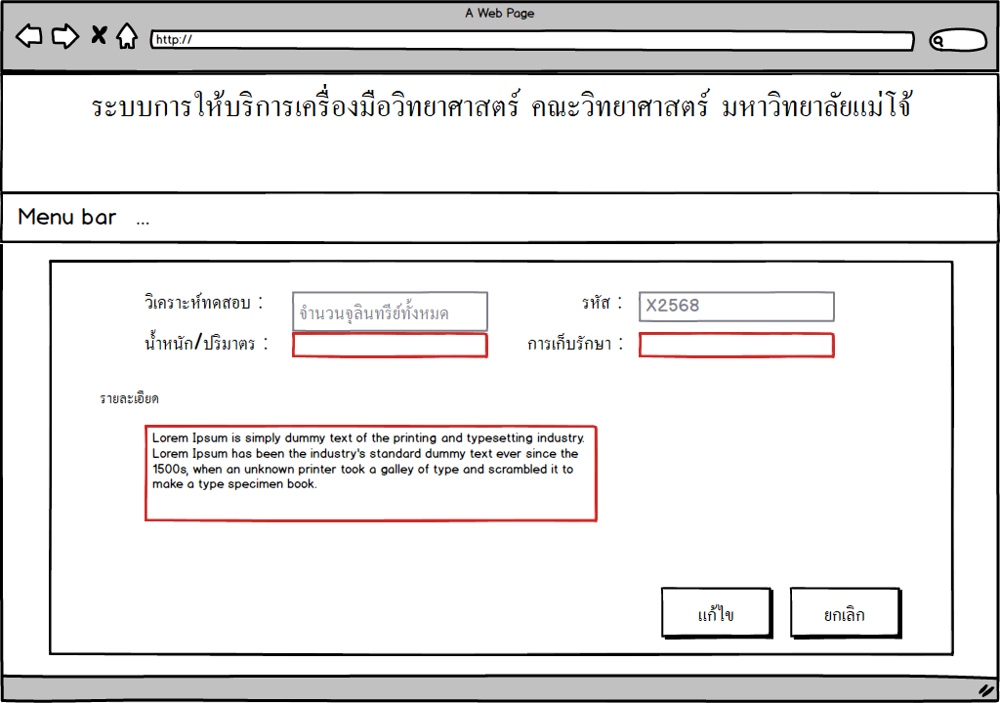 A Web Page
http://
ระบบการให้บริการเครื่องมือวิทยาศาสตร์ คณะวิทยาศาสตร์ มหาวิทยาลัยแม่โจ้
Menu bar ...
วิเคราะห์ทดสอบ : จำนวนจุลินทรีย์ทั้งหมด รหัส : X2568
น้ำหนัก/ปริมาตร : การเก็บรักษา :
รายละเอียด
Lorem Ipsum is simply dummy text of the printing and typesetting industry.
Lorem Ipsum has been the industry's standard dummy text ever since the
1500s, when an unknown printer took a galley of type and scrambled it to
make a type specimen book.
แก้ไข ยกเลิก